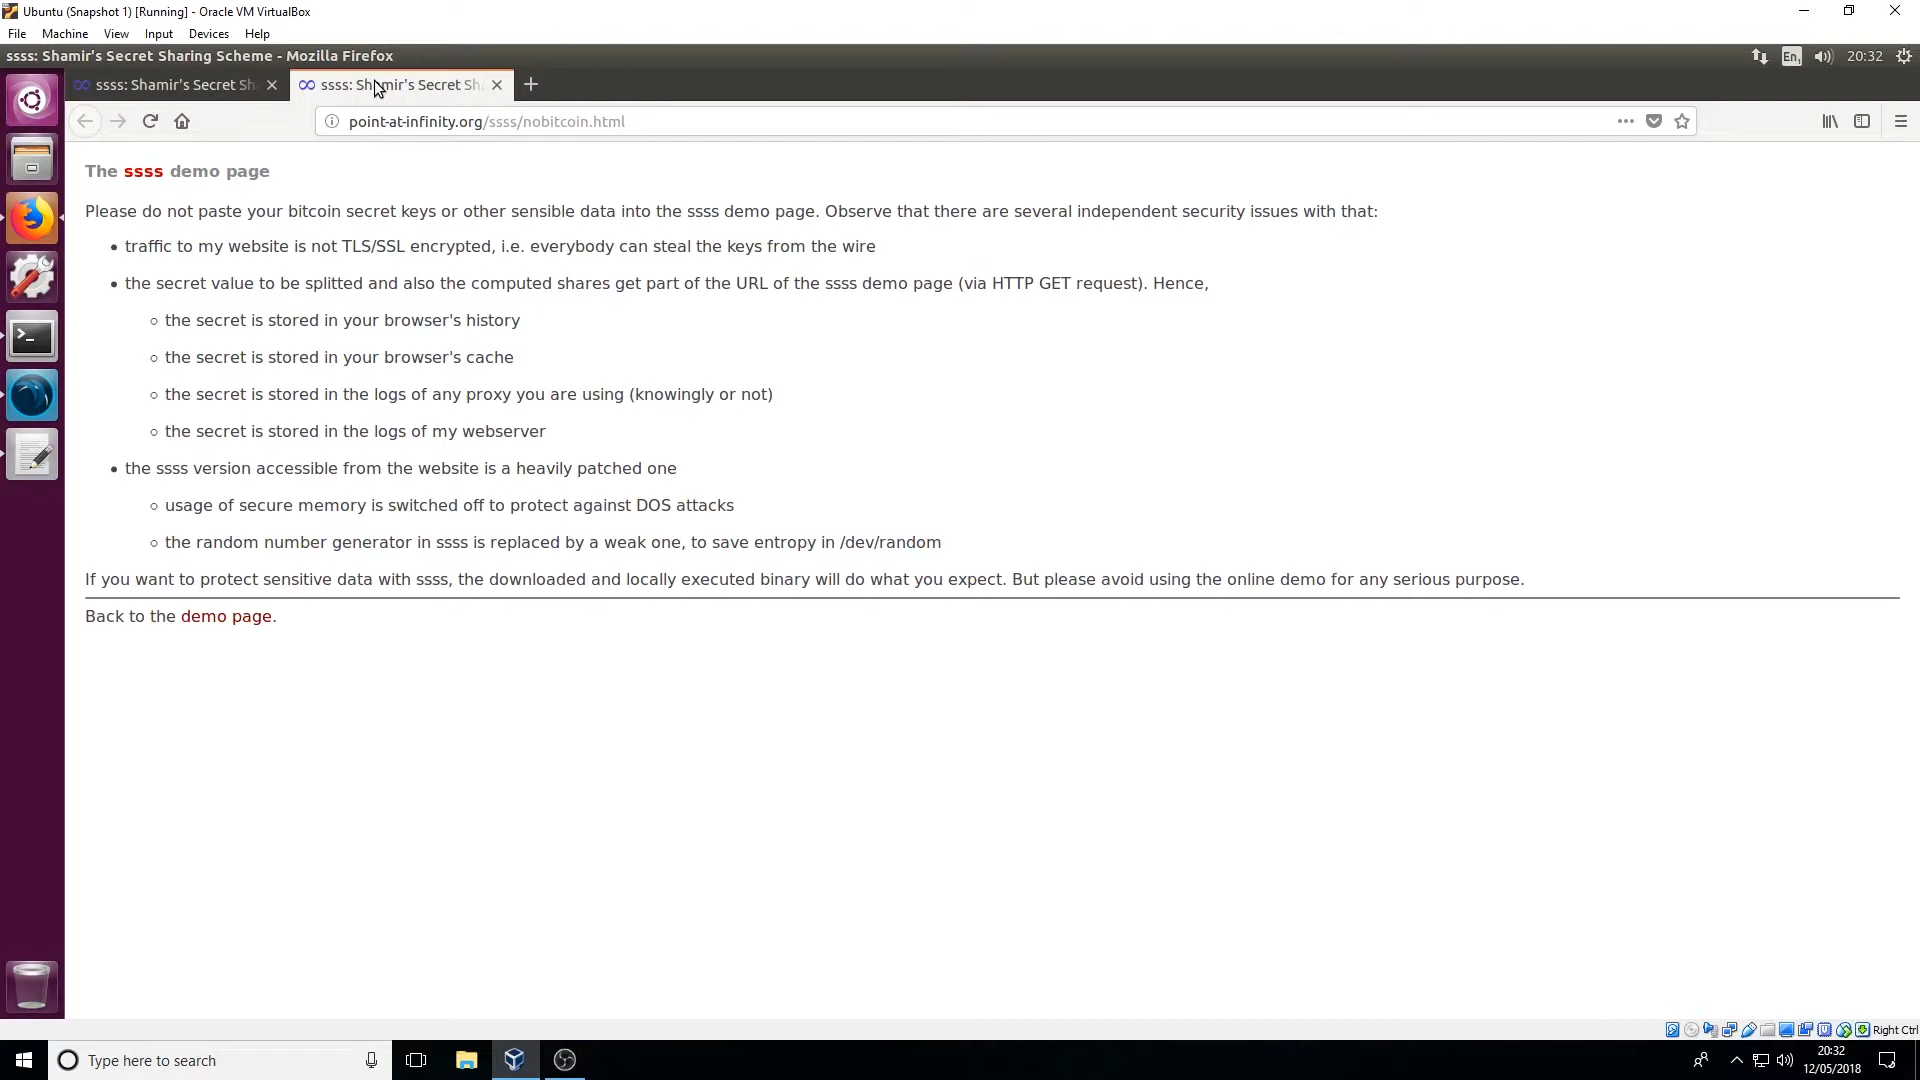 Ubuntu (Snapshot 1) [Running] - Oracle VM VirtualBox
File Machine View Input Devices Help
ssss: Shamir's Secret Sharing Scheme - Mozilla Firefox
En1 20:32
ssss: Shamir's Secret Sh
ssss: Shamir's Secret Sh
point-at-infinity.org/ssss/nobitcoin.html
The ssss demo page
Please do not paste your bitcoin secret keys or other sensible data into the ssss demo page. Observe that there are several independent security issues with that:
• traffic to my website is not TLS/SSL encrypted, i.e. everybody can steal the keys from the wire
• the secret value to be splitted and also the computed shares get part of the URL of the ssss demo page (via HTTP GET request). Hence,
◦ the secret is stored in your browser's history
◦ the secret is stored in your browser's cache
◦ the secret is stored in the logs of any proxy you are using (knowingly or not)
◦ the secret is stored in the logs of my webserver
• the ssss version accessible from the website is a heavily patched one
◦ usage of secure memory is switched off to protect against DOS attacks
◦ the random number generator in ssss is replaced by a weak one, to save entropy in /dev/random
If you want to protect sensitive data with ssss, the downloaded and locally executed binary will do what you expect. But please avoid using the online demo for any serious purpose.
Back to the demo page.
Right Ctrl
Type here to search
20:32
12/05/2018